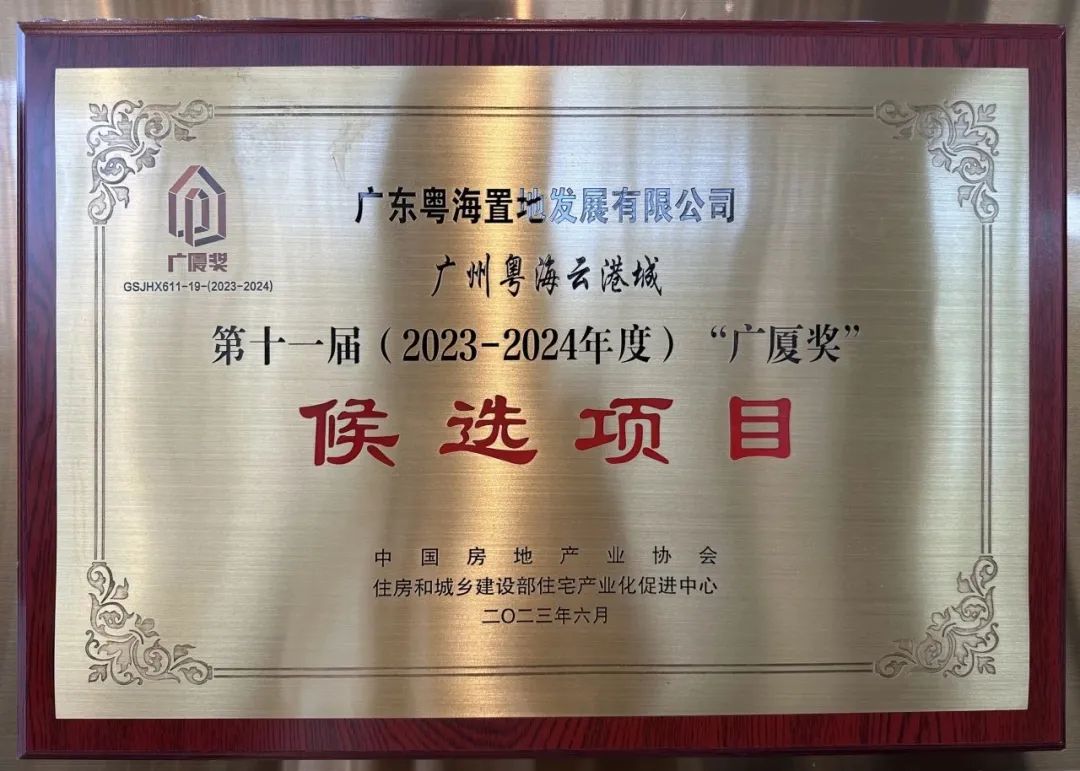 广东粤海置地发展有限公司
广厦奖
GSJHX611-19-(2023-2024)
广州粤海云港城
第十一届（2023-2024年度）“广厦奖”
候选项目
中国房地产业协会
住房和城乡建设部住宅产业化促进中心
二〇二三年六月